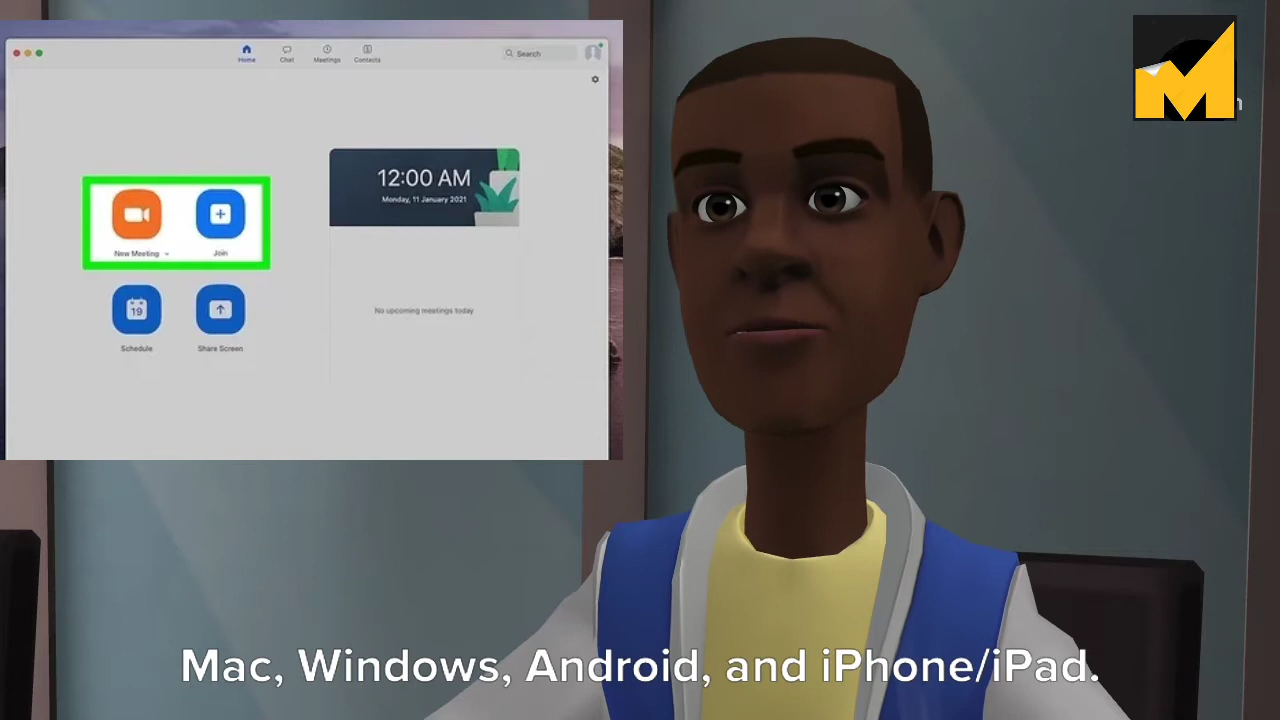 Home Chat Meetings Contacts
Search
12:00 AM
Monday, 11 January 2021
New Meeting
Join
19
Schedule
Share Screen
No upcoming meetings today
M
Mac, Windows, Android, and iPhone/iPad.